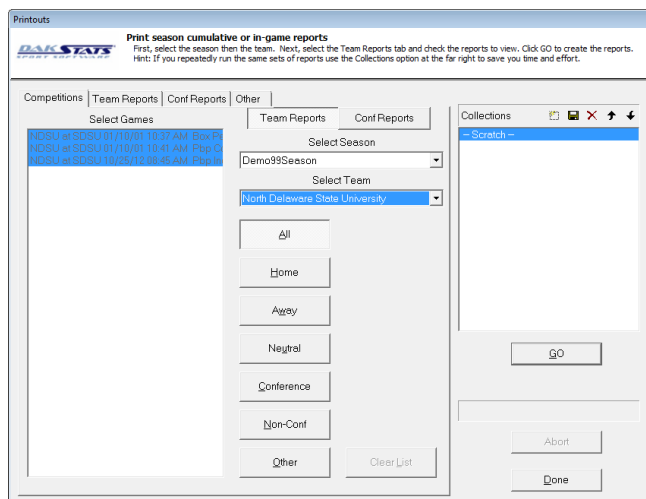 Printouts
DAK STATS
SPORT SOFTWARE
Print season cumulative or in-game reports
First, select the season then the team. Next, select the Team Reports tab and check the reports to view. Click GO to create the reports.
Hint: If you repeatedly run the same sets of reports use the Collections option at the far right to save you time and effort.
Competitions
Team Reports
Conf Reports
Other
Select Games
NDSU at SDSU 01/10/01 10:37 AM Box P
NDSU at SDSU 01/10/01 10:41 AM Pbp C
NDSU at SDSU 10/25/12 08:45 AM Pbp In
Team Reports
Conf Reports
Select Season
Demo99Season
Select Team
North Delaware State University
All
Home
Away
Neutral
Conference
Non-Conf
Other
Clear List
Collections
-- Scratch --
GO
Abort
Done